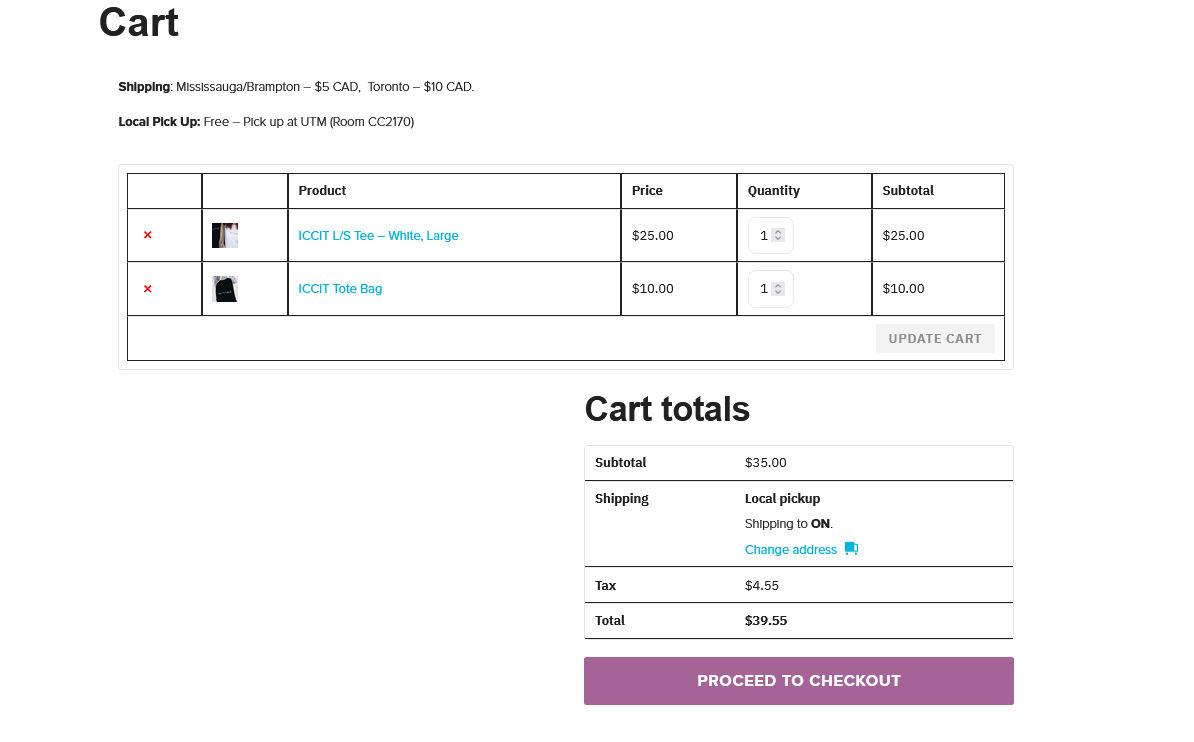 Cart
Shipping: Mississauga/Brampton – $5 CAD,  Toronto – $10 CAD.
Local Pick Up: Free – Pick up at UTM (Room CC2170)
Product Price Quantity Subtotal
× ICCIT L/S Tee – White, Large $25.00 1 $25.00
× ICCIT Tote Bag $10.00 1 $10.00
UPDATE CART
Cart totals
Subtotal $35.00
Shipping Local pickup
Shipping to ON.
Change address
Tax $4.55
Total $39.55
PROCEED TO CHECKOUT